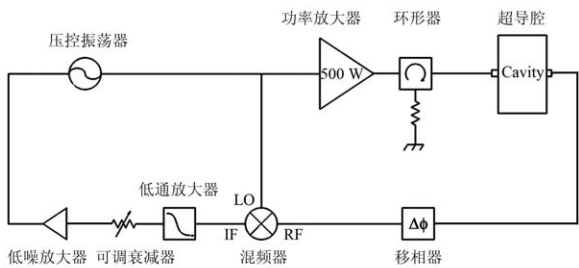 压控振荡器
功率放大器
环形器
超导腔
500 W
Cavity
低通放大器
LO
IF
RF
Δϕ
低噪放大器
可调衰减器
混频器
移相器